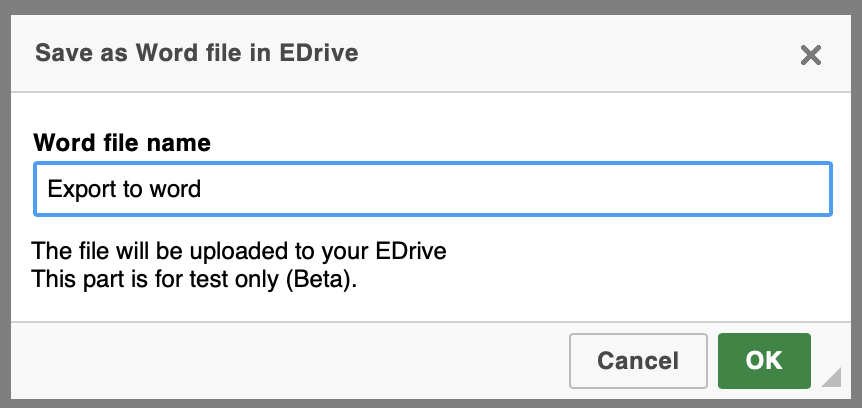 Save as Word file in EDrive
Word file name
Export to word
The file will be uploaded to your EDrive
This part is for test only (Beta).
Cancel OK